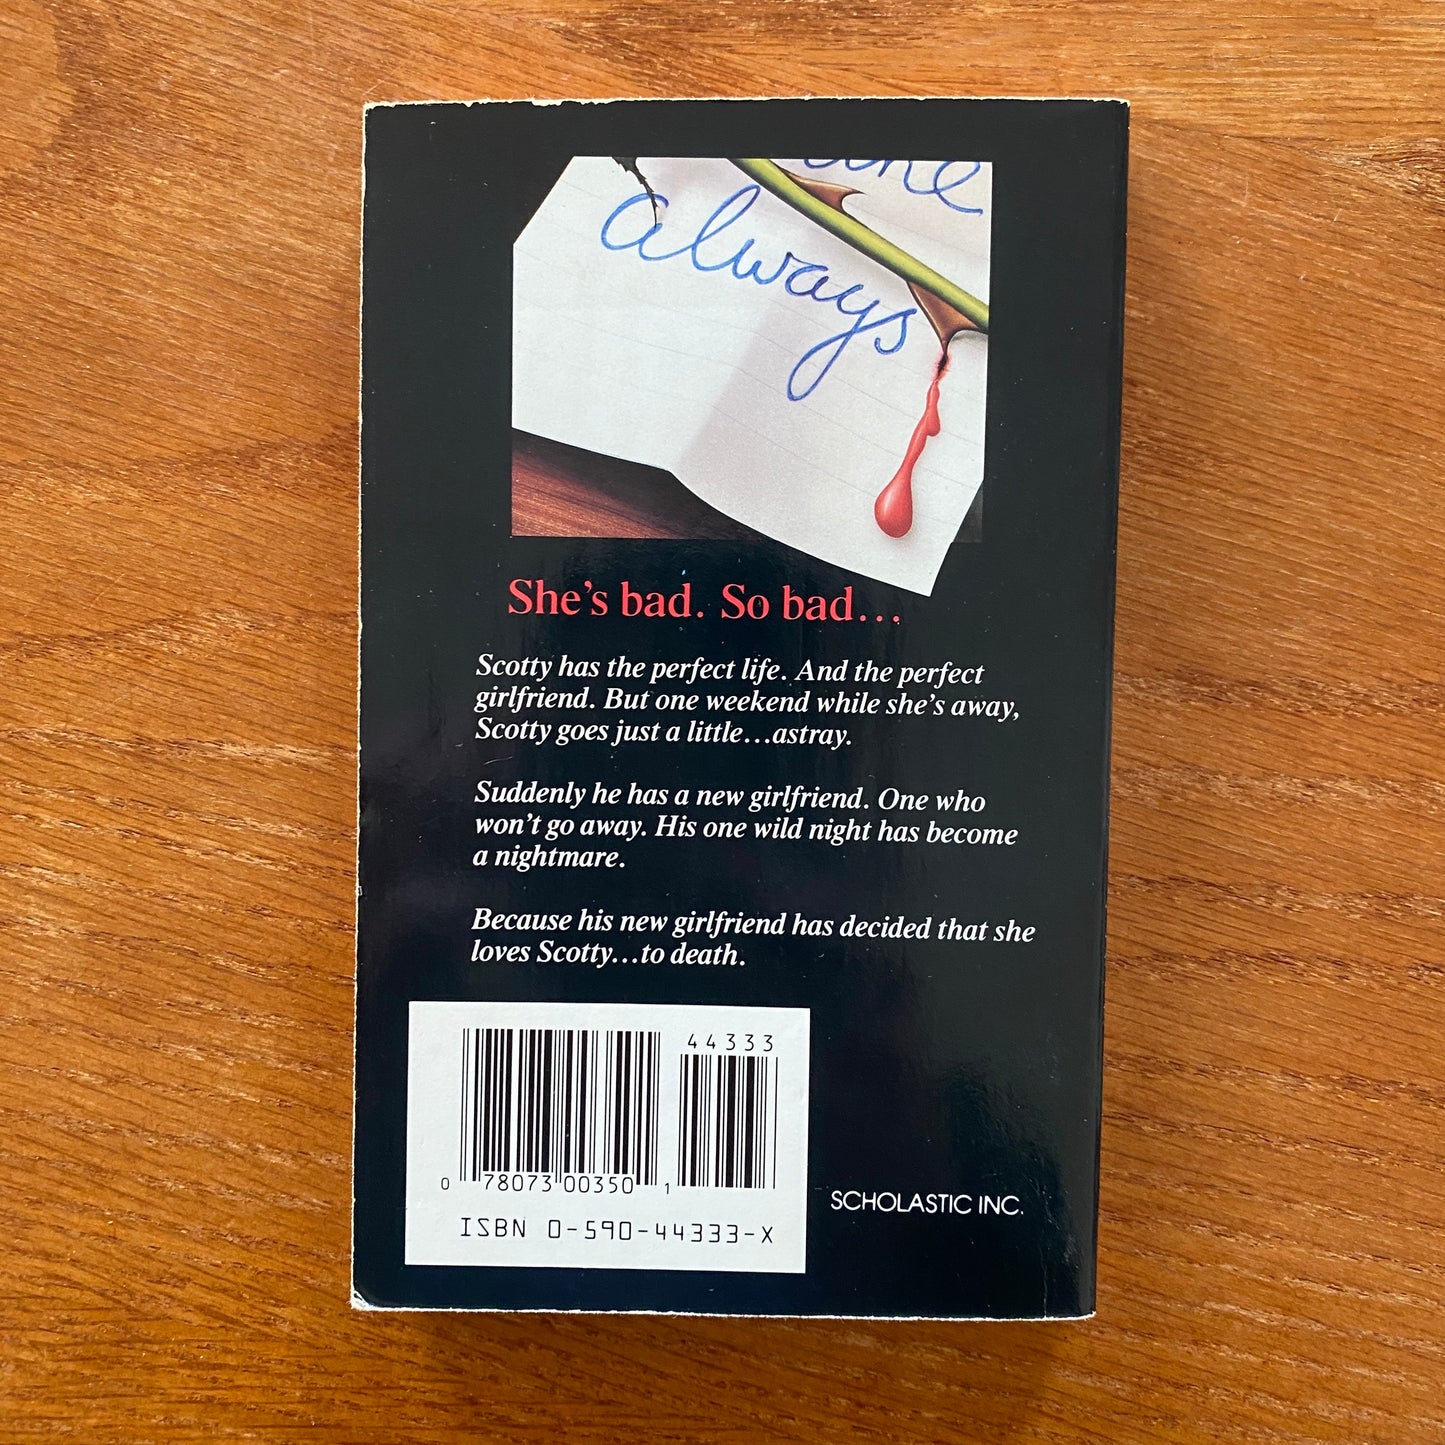 always
She's bad. So bad…
Scotty has the perfect life. And the perfect
girlfriend. But one weekend while she's away,
Scotty goes just a little…astray.
Suddenly he has a new girlfriend. One who
won't go away. His one wild night has become
a nightmare.
Because his new girlfriend has decided that she
loves Scotty…to death.
44333
0 78073 00350 1
ISBN 0-590-44333-X
SCHOLASTIC INC.